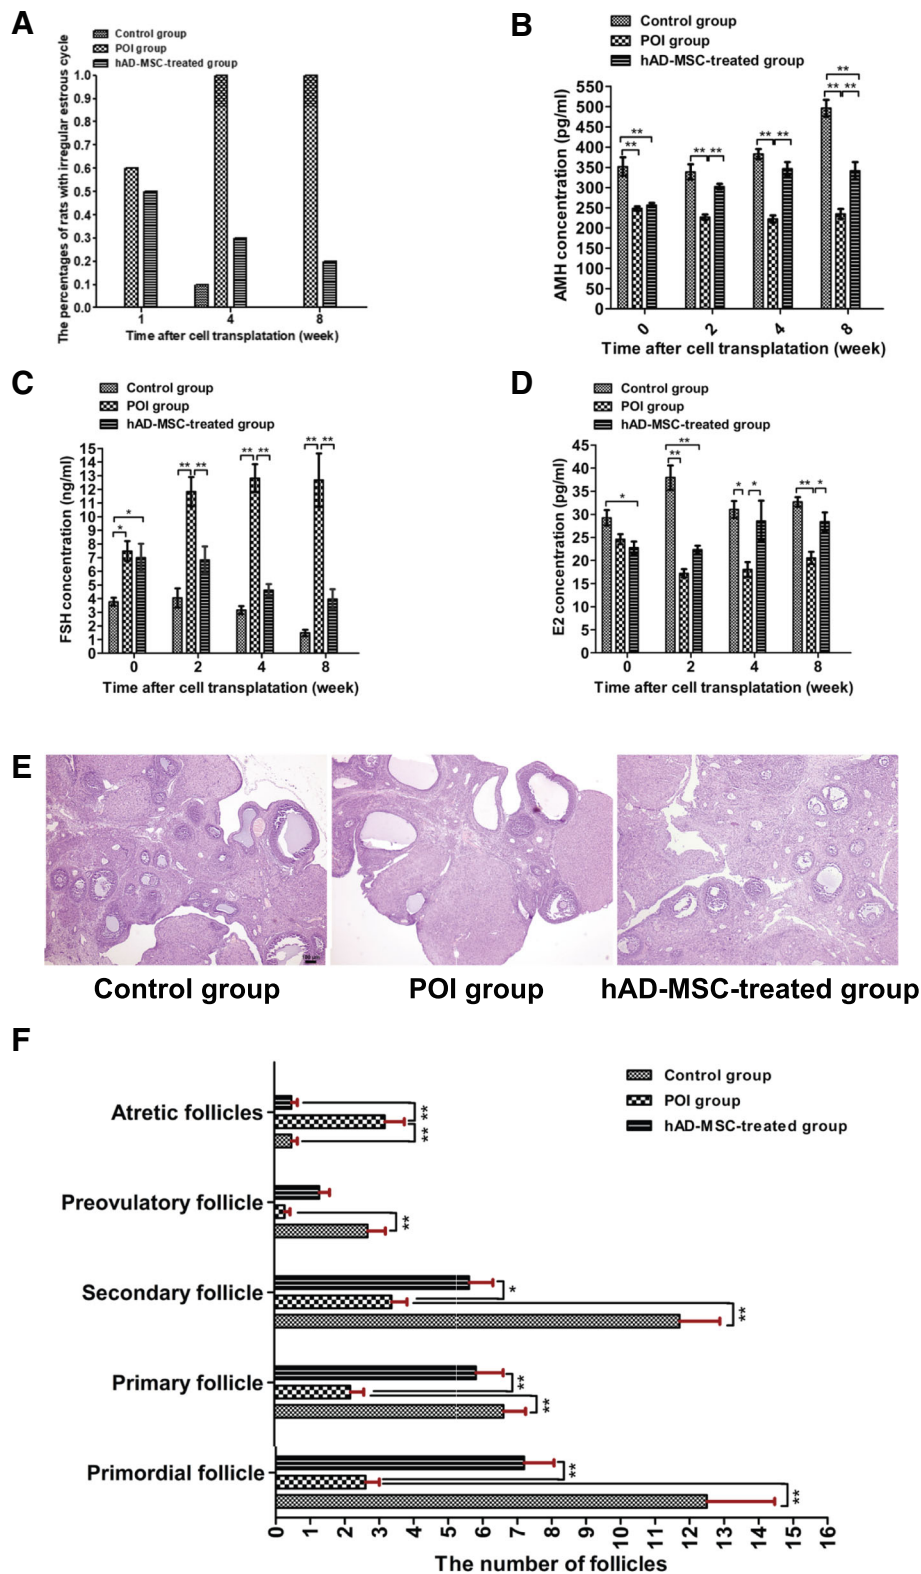 A
Control group
POI group
hAD-MSC-treated group
The percentages of rats with irregular estrous cycle
1.0
0.9
0.8
0.7
0.6
0.5
0.4
0.3
0.2
0.1
0.0
1 4 8
Time after cell transplatation (week)
B
Control group
POI group
hAD-MSC-treated group
AMH concentration (pg/ml)
550
500
450
400
350
300
250
200
150
100
50
0
** ** ** ** ** ** ** ** **
0 2 4 8
Time after cell transplatation (week)
C
Control group
POI group
hAD-MSC-treated group
FSH concentration (ng/ml)
15
14
13
12
11
10
9
8
7
6
5
4
3
2
1
0
* * ** ** ** ** ** **
0 2 4 8
Time after cell transplatation (week)
D
Control group
POI group
hAD-MSC-treated group
E2 concentration (pg/ml)
45
40
35
30
25
20
15
10
5
0
* ** ** * * ** *
0 2 4 8
Time after cell transplatation (week)
E
Control group POI group hAD-MSC-treated group
F
Control group
POI group
hAD-MSC-treated group
Atretic follicles
**
**
Preovulatory follicle
**
Secondary follicle
*
**
Primary follicle
**
**
Primordial follicle
**
**
0 1 2 3 4 5 6 7 8 9 10 11 12 13 14 15 16
The number of follicles